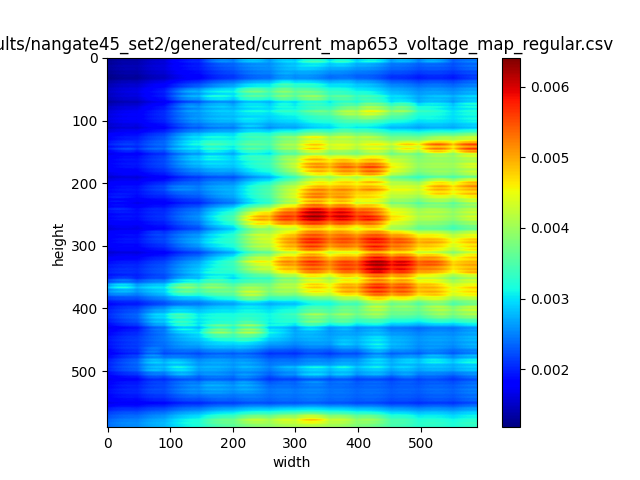 ults/nangate45_set2/generated/current_map653_voltage_map_regular.csv
0
100
200
300
400
500
height
0 100 200 300 400 500
width
0.006
0.005
0.004
0.003
0.002